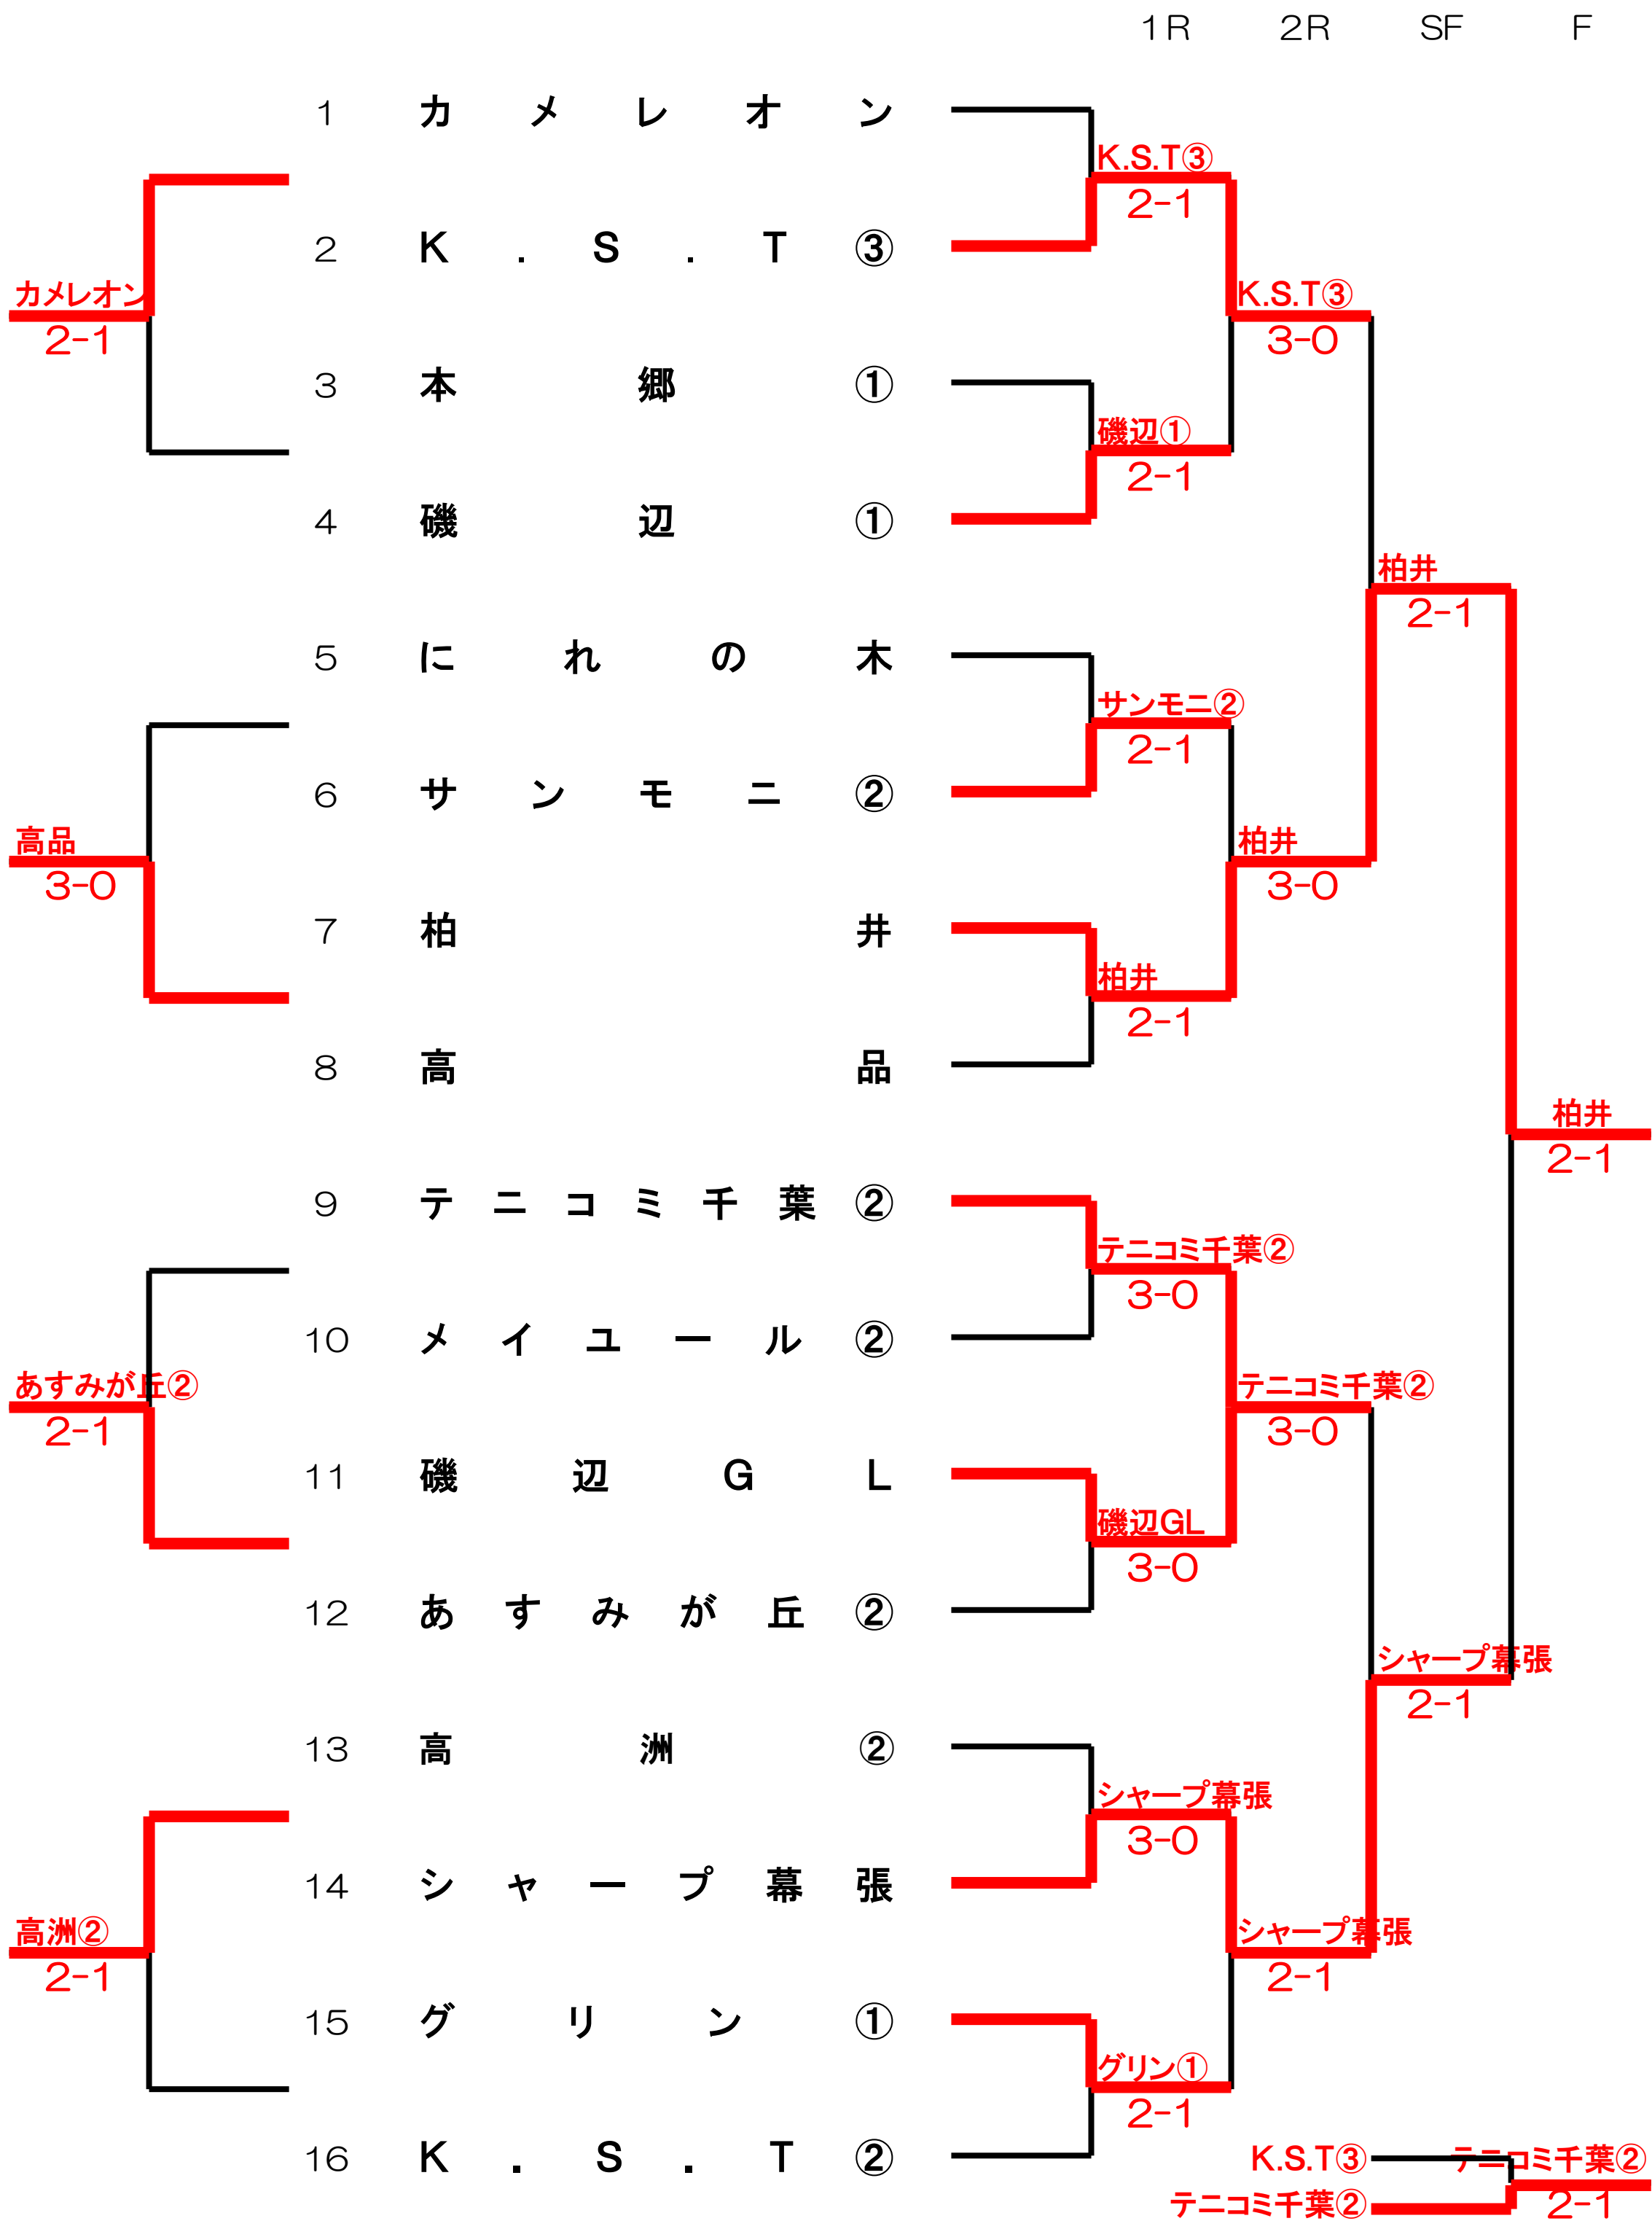 1R 2R SF F
1 カメレオン
K.S.T③
2-1
2 K.S.T③
カメレオン
2-1
K.S.T③
3-0
3 本郷①
磯辺①
2-1
4 磯辺①
柏井
2-1
5 にれの木
サンモニ②
2-1
6 サンモニ②
高品
3-0
柏井
3-0
7 柏井
柏井
2-1
8 高品
柏井
2-1
9 テニコミ千葉②
テニコミ千葉②
3-0
10 メイユール②
あすみが丘②
2-1
テニコミ千葉②
3-0
11 磯辺GL
磯辺GL
3-0
12 あすみが丘②
シャープ幕張
2-1
13 高洲②
シャープ幕張
3-0
14 シャープ幕張
高洲②
2-1
シャープ幕張
2-1
15 グリン①
グリン①
2-1
16 K.S.T②
K.S.T③
テニコミ千葉②
テニコミ千葉②
2-1